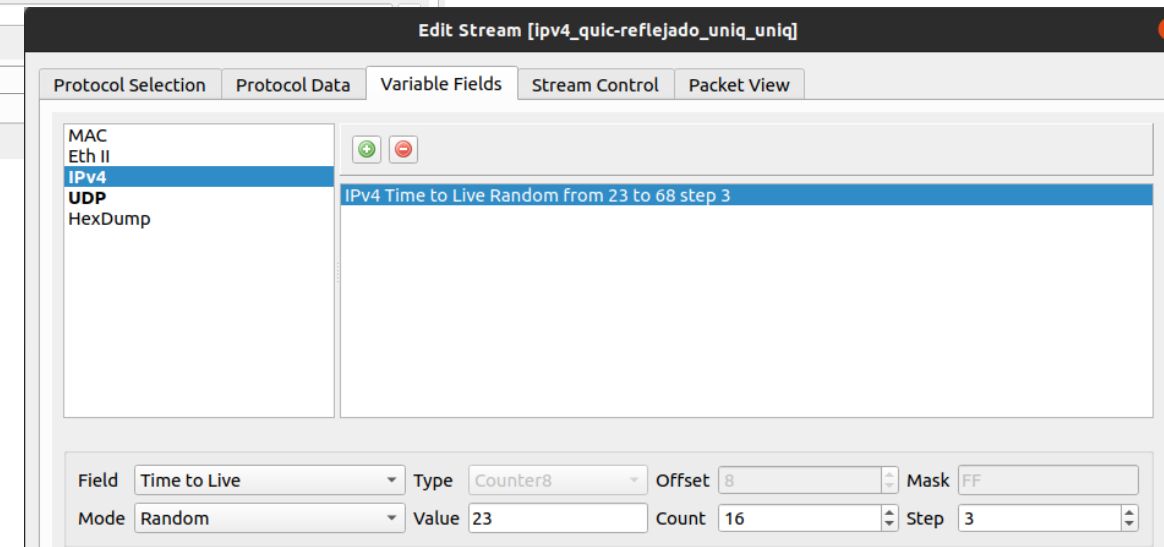 Edit Stream [ipv4_quic-reflejado_uniq_uniq]
Protocol Selection Protocol Data Variable Fields Stream Control Packet View
MAC
Eth II
IPv4
UDP
HexDump
IPv4 Time to Live Random from 23 to 68 step 3
Field Time to Live Type Counter8 Offset 8 Mask FF
Mode Random Value 23 Count 16 Step 3